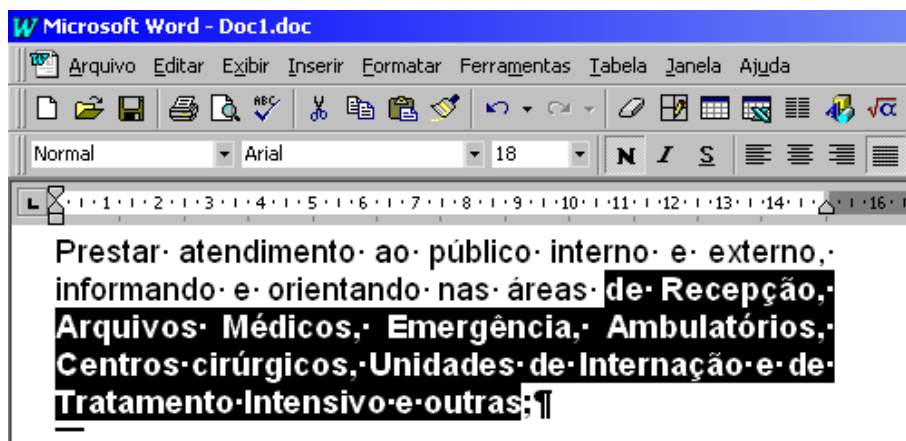 Microsoft Word - Doc1.doc
Arquivo Editar Exibir Inserir Formatar Ferramentas Tabela Janela Ajuda
ABC √α
Normal Arial 18 N I S
1 2 3 4 5 6 7 8 9 10 11 12 13 14 16
Prestar· atendimento· ao· público· interno· e· externo,·
informando· e· orientando· nas· áreas· de· Recepção,·
Arquivos· Médicos,· Emergência,· Ambulatórios,·
Centros·cirúrgicos,·Unidades·de·Internação·e·de·
Tratamento·Intensivo·e·outras;¶